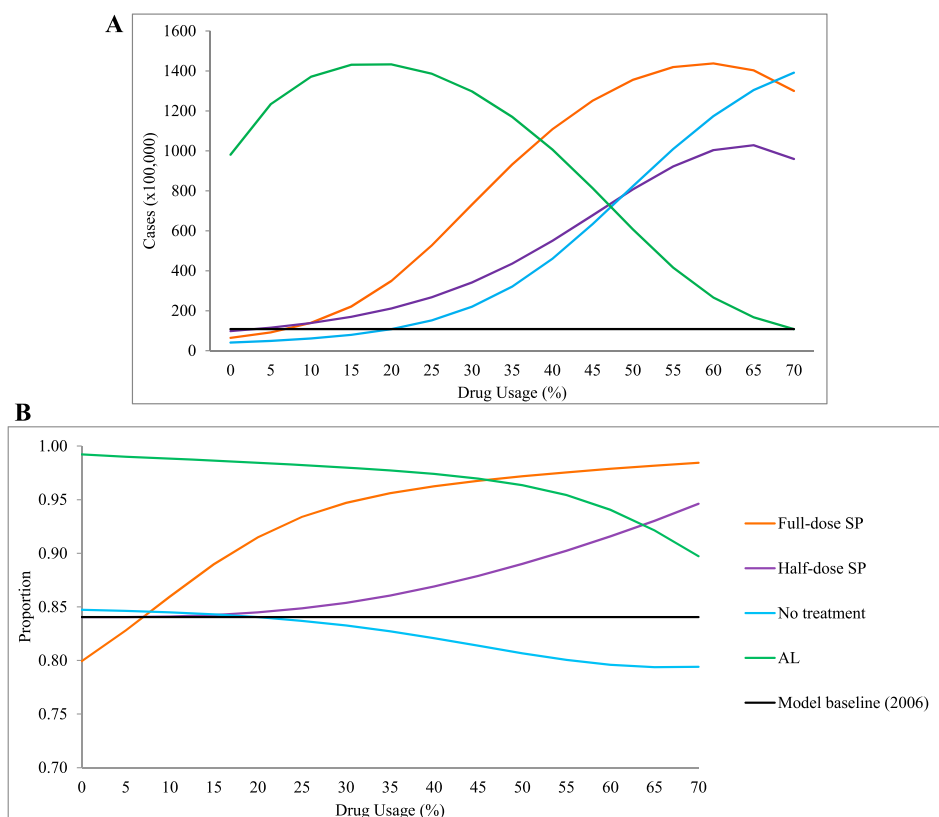 A
1600
1400
1200
1000
800
600
400
200
0
Cases (x100,000)
0 5 10 15 20 25 30 35 40 45 50 55 60 65 70
Drug Usage (%)
B
1.00
0.95
0.90
0.85
0.80
0.75
0.70
Proportion
0 5 10 15 20 25 30 35 40 45 50 55 60 65 70
Drug Usage (%)
Full-dose SP
Half-dose SP
No treatment
AL
Model baseline (2006)